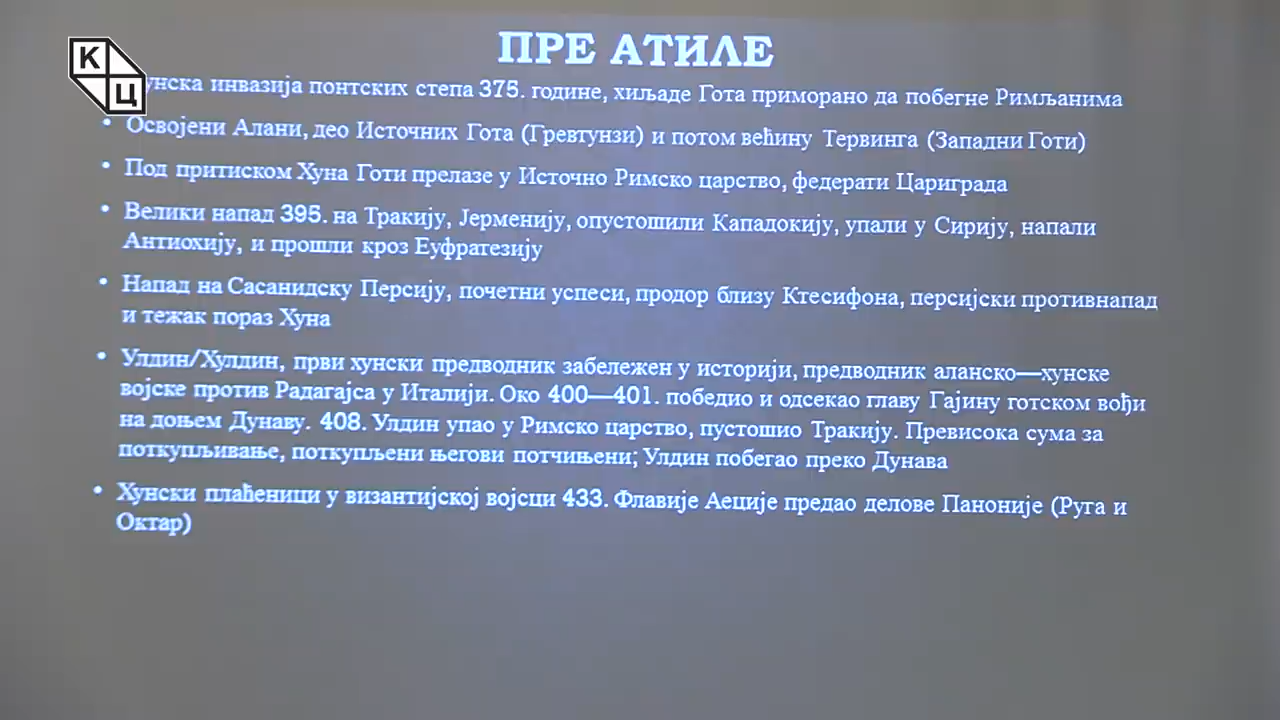 КЦ
ПРЕ АТИЛЕ
унска инвазија понтских степа 375. године, хиљаде Гота приморано да побегне Римљанима
• Освојени Алани, део Источних Гота (Гревтунзи) и потом већину Тервинга (Западни Готи)
• Под притиском Хуна Готи прелазе у Источно Римско царство, федерати Цариграда
• Велики напад 395. на Тракију, Јерменију, опустошили Кападокију, упали у Сирију, напали
Антиохију, и прошли кроз Еуфратезију
• Напад на Сасанидску Персију, почетни успеси, продор близу Ктесифона, персијски противнапад
и тежак пораз Хуна
• Улдин/Хулдин, први хунски предводник забележен у историји, предводник аланско—хунске
војске против Радагајса у Италији. Око 400—401. победио и одсекао главу Гајину готском вођи
на доњем Дунаву. 408. Улдин упао у Римско царство, пустошио Тракију. Превисока сума за
поткупљивање, поткупљени његови потчињени; Улдин побегао преко Дунава
• Хунски плаћеници у византијској војсци 433. Флавије Аеције предао делове Паноније (Руга и
Октар)